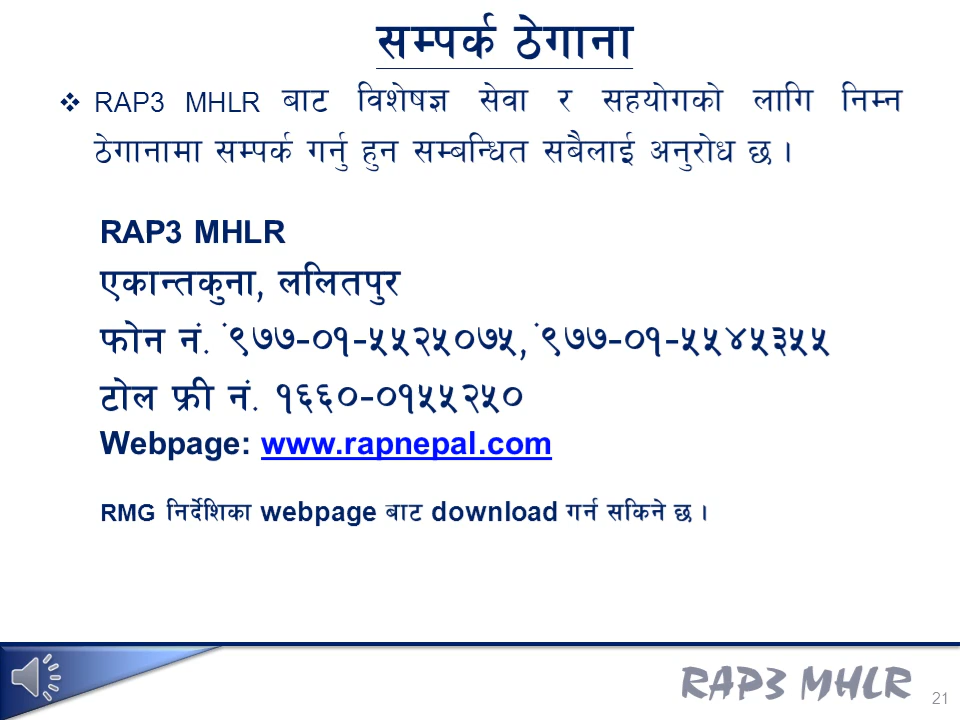 सम्पर्क ठेगाना
❖ RAP3 MHLR बाट विशेषज्ञ सेवा र सहयोगको लागि निम्न
ठेगानामा सम्पर्क गर्नु हुन सम्बन्धित सबैलाई अनुरोध छ ।
RAP3 MHLR
एकान्तकुना, ललितपुर
फोन नं. ं९७७-०१-५५२५०७५, ं९७७-०१-५५४५३५५
टोल फ्री नं. १६६०-०१५५२५०
Webpage: www.rapnepal.com
RMG निर्देशिका webpage बाट download गर्न सकिने छ ।
RAP3 MHLR
21